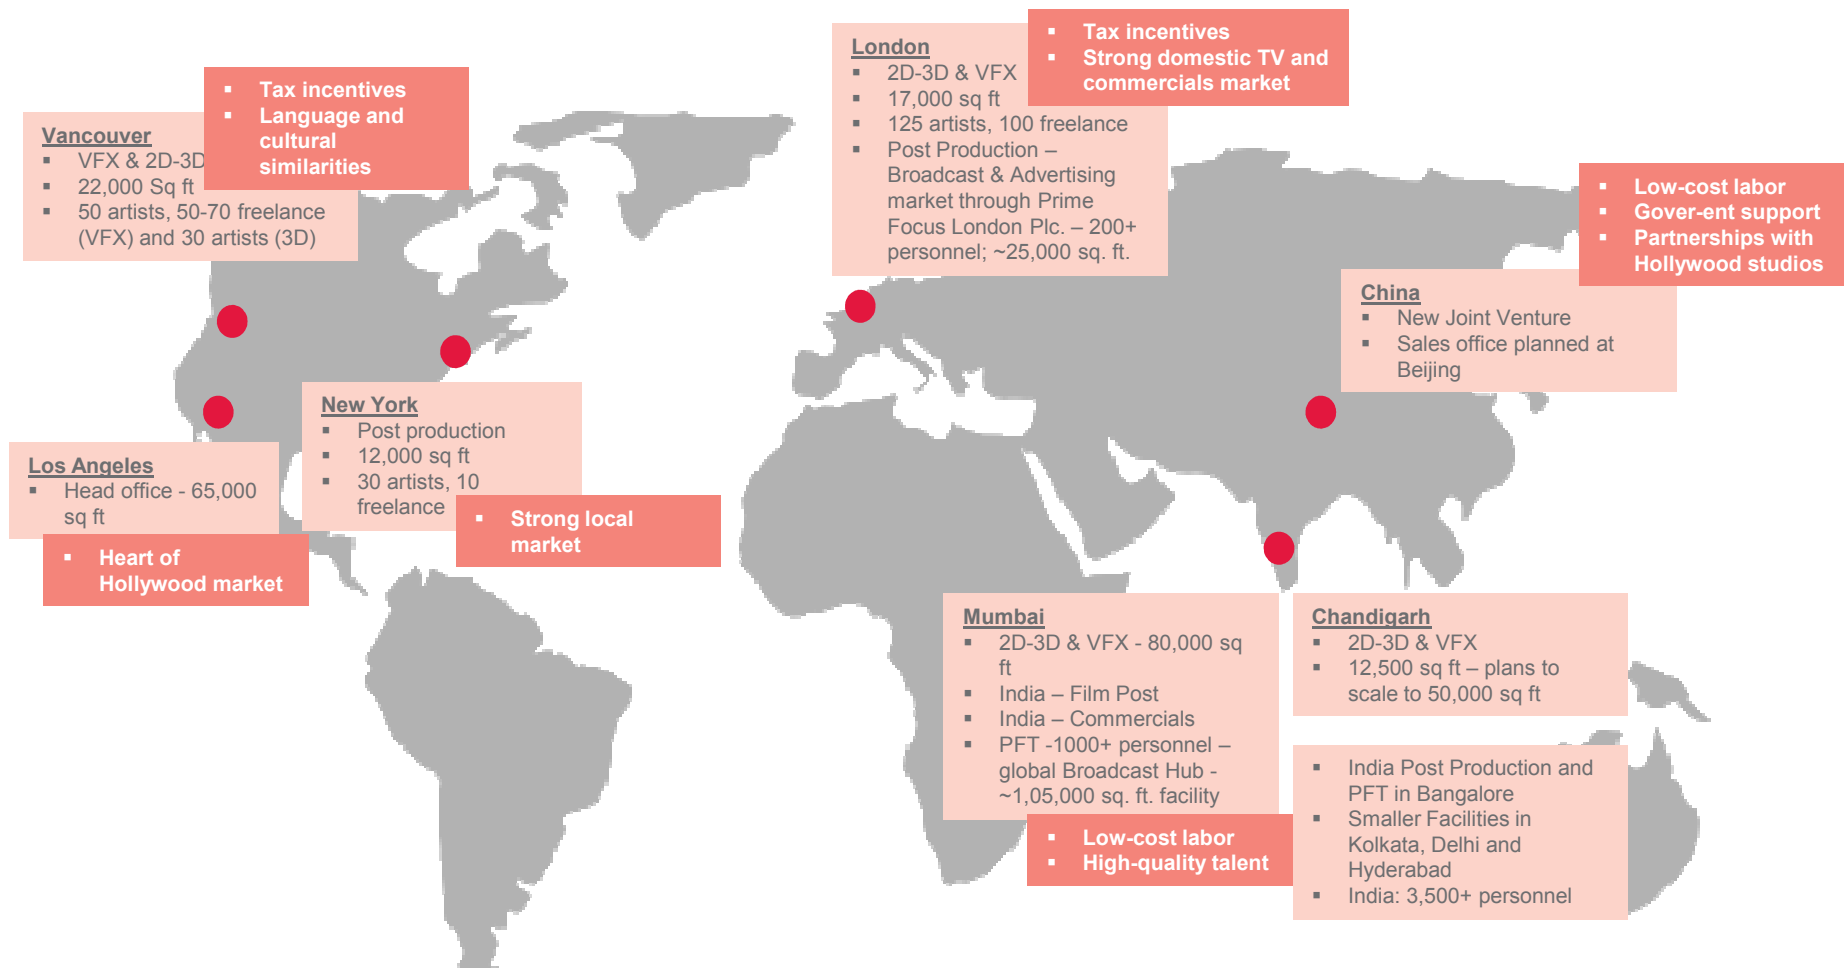 Vancouver
▪ VFX & 2D-3D
▪ 22,000 Sq ft
▪ 50 artists, 50-70 freelance
(VFX) and 30 artists (3D)
▪ Tax incentives
▪ Language and
cultural
similarities
London
▪ 2D-3D & VFX
▪ 17,000 sq ft
▪ 125 artists, 100 freelance
▪ Post Production –
Broadcast & Advertising
market through Prime
Focus London Plc. – 200+
personnel; ~25,000 sq. ft.
▪ Tax incentives
▪ Strong domestic TV and
commercials market
▪ Low-cost labor
▪ Gover-ent support
▪ Partnerships with
Hollywood studios
China
▪ New Joint Venture
▪ Sales office planned at
Beijing
New York
▪ Post production
▪ 12,000 sq ft
▪ 30 artists, 10
freelance
▪ Strong local
market
Los Angeles
▪ Head office - 65,000
sq ft
▪ Heart of
Hollywood market
Mumbai
▪ 2D-3D & VFX - 80,000 sq
ft
▪ India – Film Post
▪ India – Commercials
▪ PFT -1000+ personnel –
global Broadcast Hub -
~1,05,000 sq. ft. facility
▪ Low-cost labor
▪ High-quality talent
Chandigarh
▪ 2D-3D & VFX
▪ 12,500 sq ft – plans to
scale to 50,000 sq ft
▪ India Post Production and
PFT in Bangalore
▪ Smaller Facilities in
Kolkata, Delhi and
Hyderabad
▪ India: 3,500+ personnel